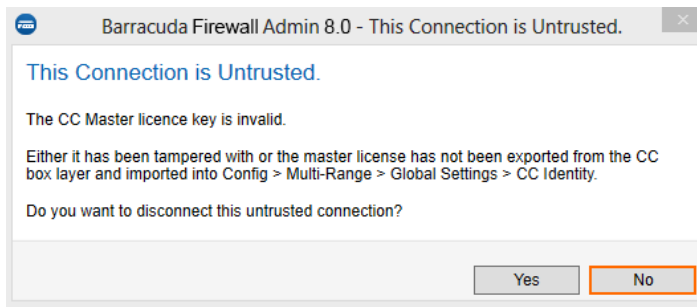 Barracuda Firewall Admin 8.0 - This Connection is Untrusted.
This Connection is Untrusted.
The CC Master licence key is invalid.
Either it has been tampered with or the master license has not been exported from the CC
box layer and imported into Config > Multi-Range > Global Settings > CC Identity.
Do you want to disconnect this untrusted connection?
Yes No